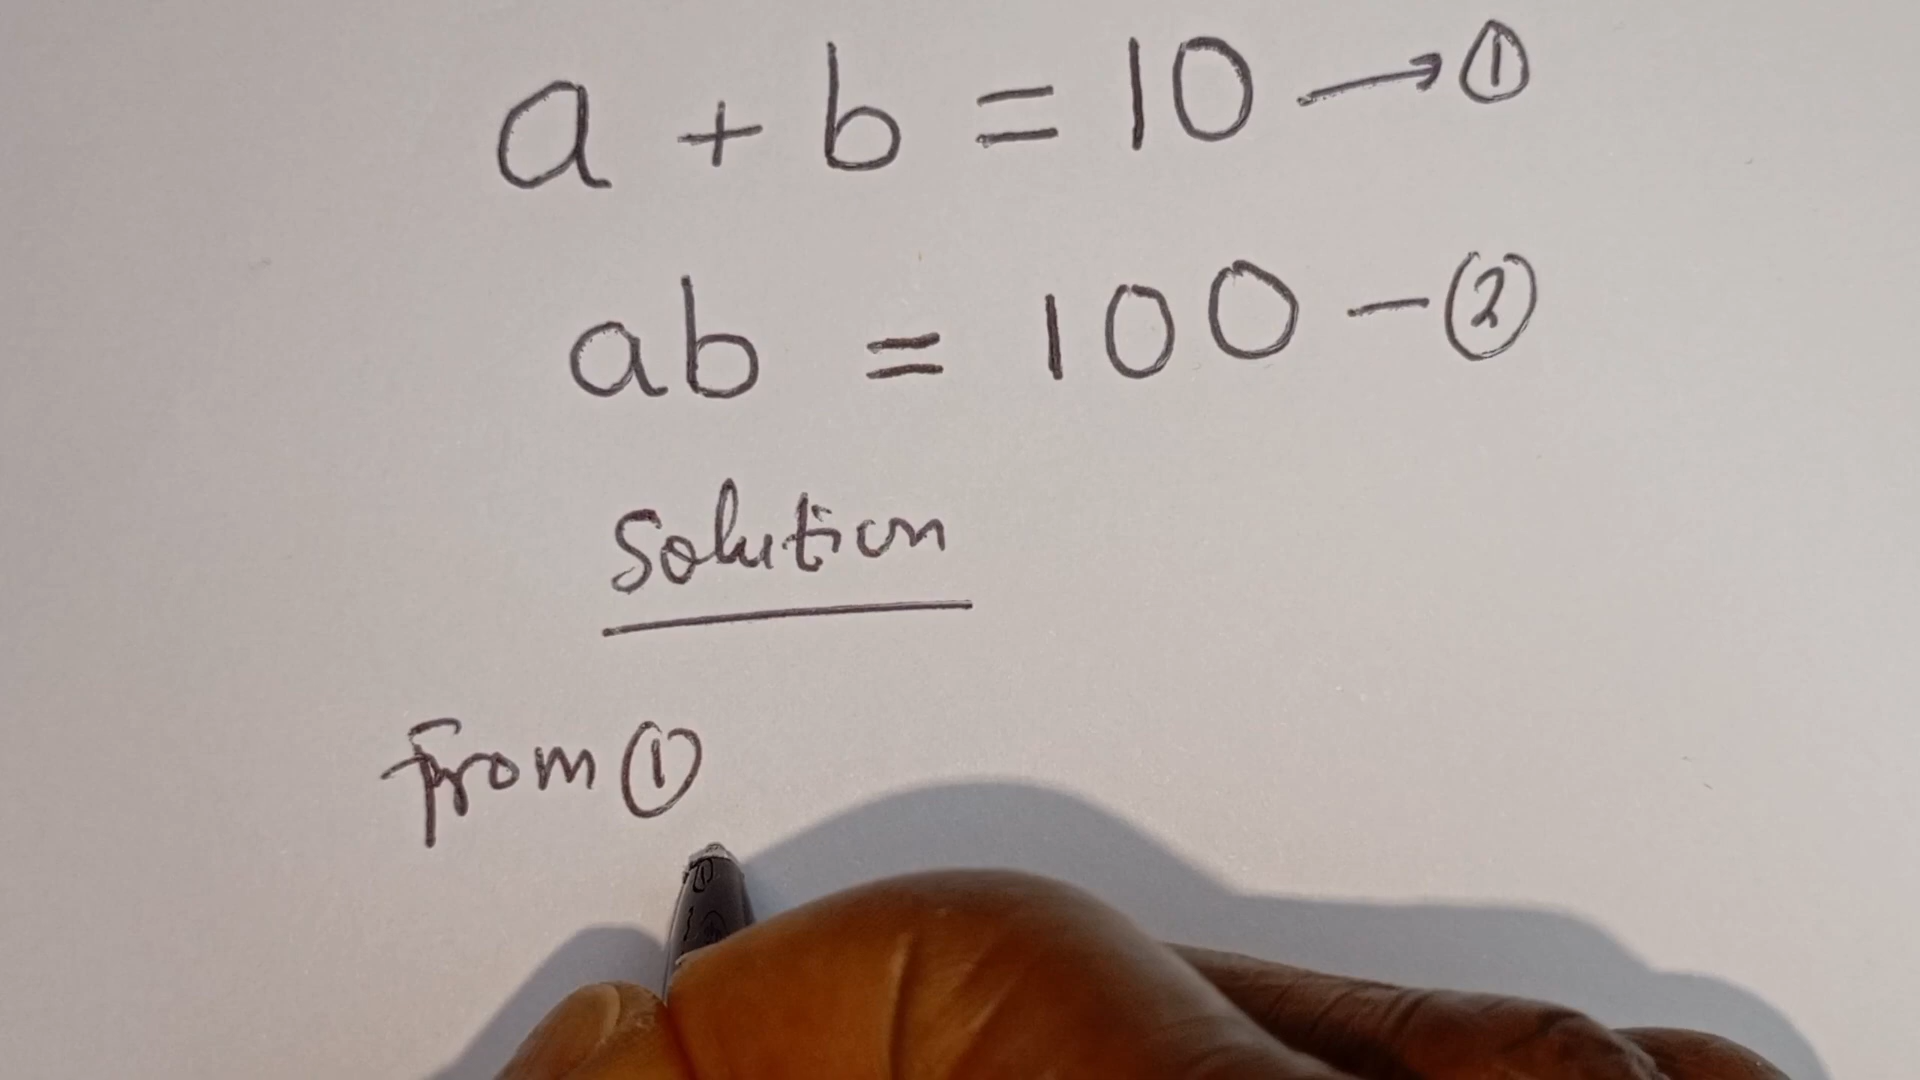 a + b = 10 → ①
ab = 100 – ②
Solution
From ①